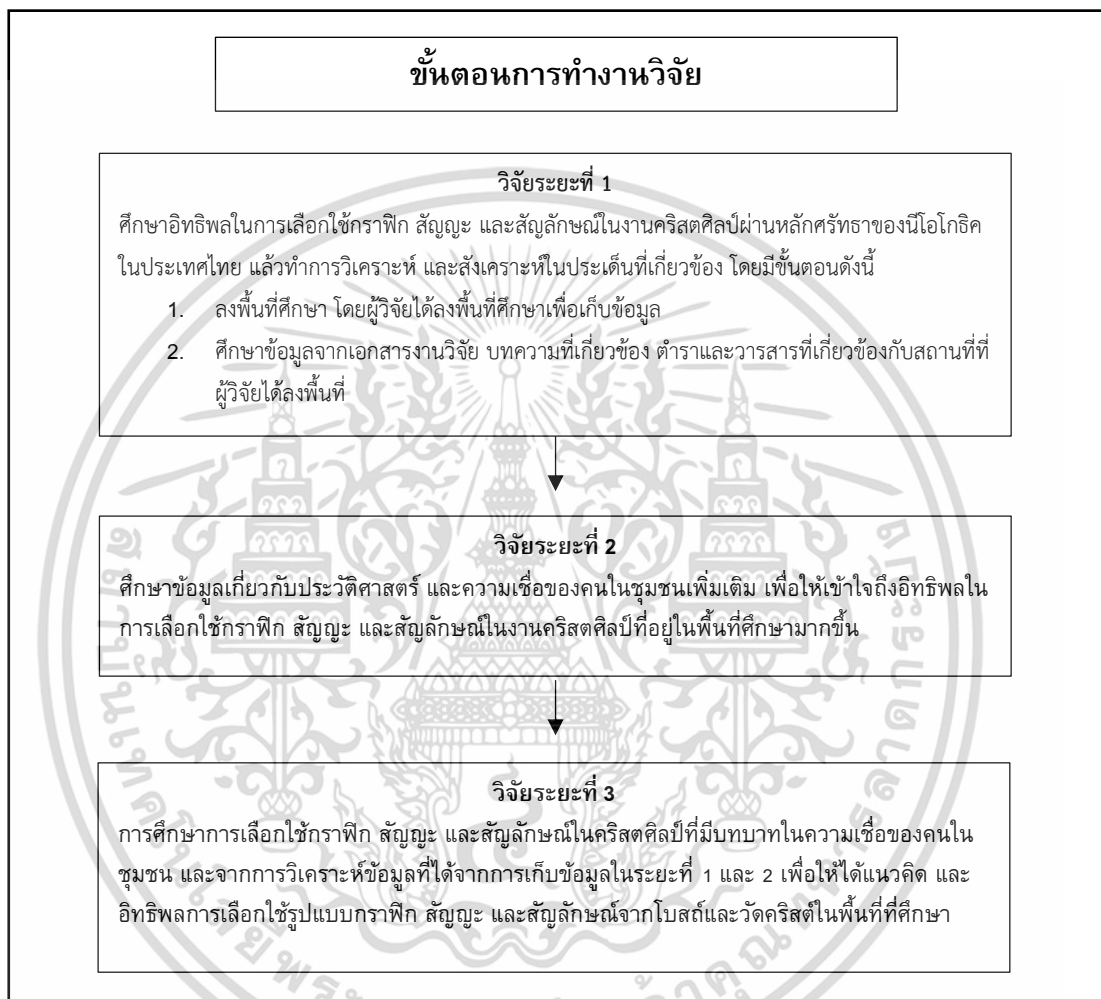 ขั้นตอนการทำงานวิจัย
วิจัยระยะที่ 1
ศึกษาอิทธิพลในการเลือกใช้กราฟิก สัญญะ และสัญลักษณ์ในงานคริสตศิลป์ผ่านหลักศรัทธาของนีโอโกธิค
ในประเทศไทย แล้วทำการวิเคราะห์ และสังเคราะห์ในประเด็นที่เกี่ยวข้อง โดยมีขั้นตอนดังนี้
1. ลงพื้นที่ศึกษา โดยผู้วิจัยได้ลงพื้นที่ศึกษาเพื่อเก็บข้อมูล
2. ศึกษาข้อมูลจากเอกสารงานวิจัย บทความที่เกี่ยวข้อง ตำราและวารสารที่เกี่ยวข้องกับสถานที่ที่
ผู้วิจัยได้ลงพื้นที่
วิจัยระยะที่ 2
ศึกษาข้อมูลเกี่ยวกับประวัติศาสตร์ และความเชื่อของคนในชุมชนเพิ่มเติม เพื่อให้เข้าใจถึงอิทธิพลใน
การเลือกใช้กราฟิก สัญญะ และสัญลักษณ์ในงานคริสตศิลป์ที่อยู่ในพื้นที่ศึกษามากขึ้น
วิจัยระยะที่ 3
การศึกษาการเลือกใช้กราฟิก สัญญะ และสัญลักษณ์ในคริสตศิลป์ที่มีบทบาทในความเชื่อของคนใน
ชุมชน และจากการวิเคราะห์ข้อมูลที่ได้จากการเก็บข้อมูลในระยะที่ 1 และ 2 เพื่อให้ได้แนวคิด และ
อิทธิพลการเลือกใช้รูปแบบกราฟิก สัญญะ และสัญลักษณ์จากโบสถ์และวัดคริสต์ในพื้นที่ที่ศึกษา